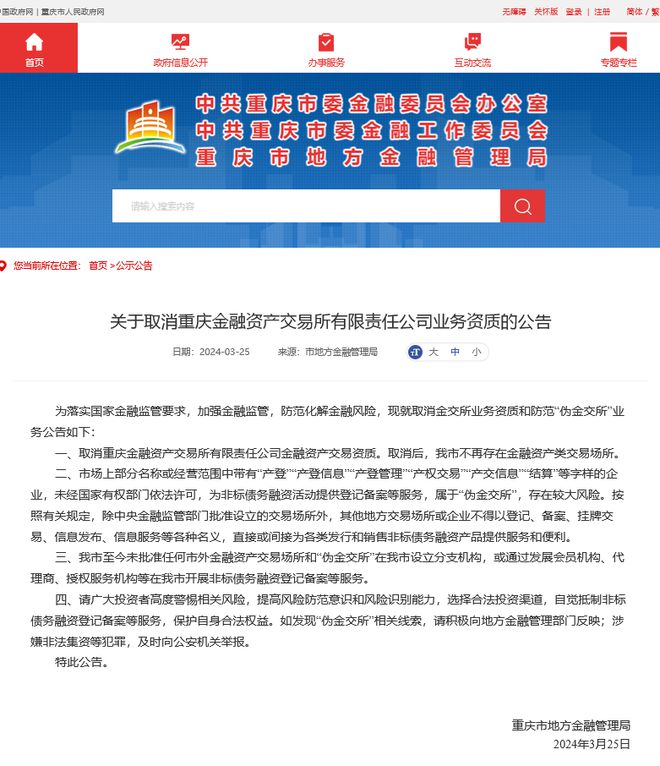 中国政府网 | 重庆市人民政府网
无障碍 关怀版 登录 | 注册 简体 / 繁
首页 政府信息公开 办事服务 互动交流 专题专栏
中共重庆市委金融委员会办公室
中共重庆市委金融工作委员会
重庆市地方金融管理局
请输入搜索内容
您当前所在位置: 首页 >公示公告
关于取消重庆金融资产交易所有限责任公司业务资质的公告
日期: 2024-03-25 来源: 市地方金融管理局 大 中 小
为落实国家金融监管要求，加强金融监管，防范化解金融风险，现就取消金交所业务资质和防范“伪金交所”业
务公告如下：
一、取消重庆金融资产交易所有限责任公司金融资产交易资质。取消后，我市不再存在金融资产类交易场所。
二、市场上部分名称或经营范围中带有“产登”“产登信息”“产登管理”“产权交易”“产交信息”“结算”等字样的企
业，未经国家有权部门依法许可，为非标债务融资活动提供登记备案等服务，属于“伪金交所”，存在较大风险。按
照有关规定，除中央金融监管部门批准设立的交易场所外，其他地方交易场所或企业不得以登记、备案、挂牌交
易、信息发布、信息服务等各种名义，直接或间接为各类发行和销售非标债务融资产品提供服务和便利。
三、我市至今未批准任何市外金融资产交易场所和“伪金交所”在我市设立分支机构，或通过发展会员机构、代
理商、授权服务机构等在我市开展非标债务融资登记备案等服务。
四、请广大投资者高度警惕相关风险，提高风险防范意识和风险识别能力，选择合法投资渠道，自觉抵制非标
债务融资登记备案等服务，保护自身合法权益。如发现“伪金交所”相关线索，请积极向地方金融管理部门反映；涉
嫌非法集资等犯罪，及时向公安机关举报。
特此公告。
重庆市地方金融管理局
2024年3月25日